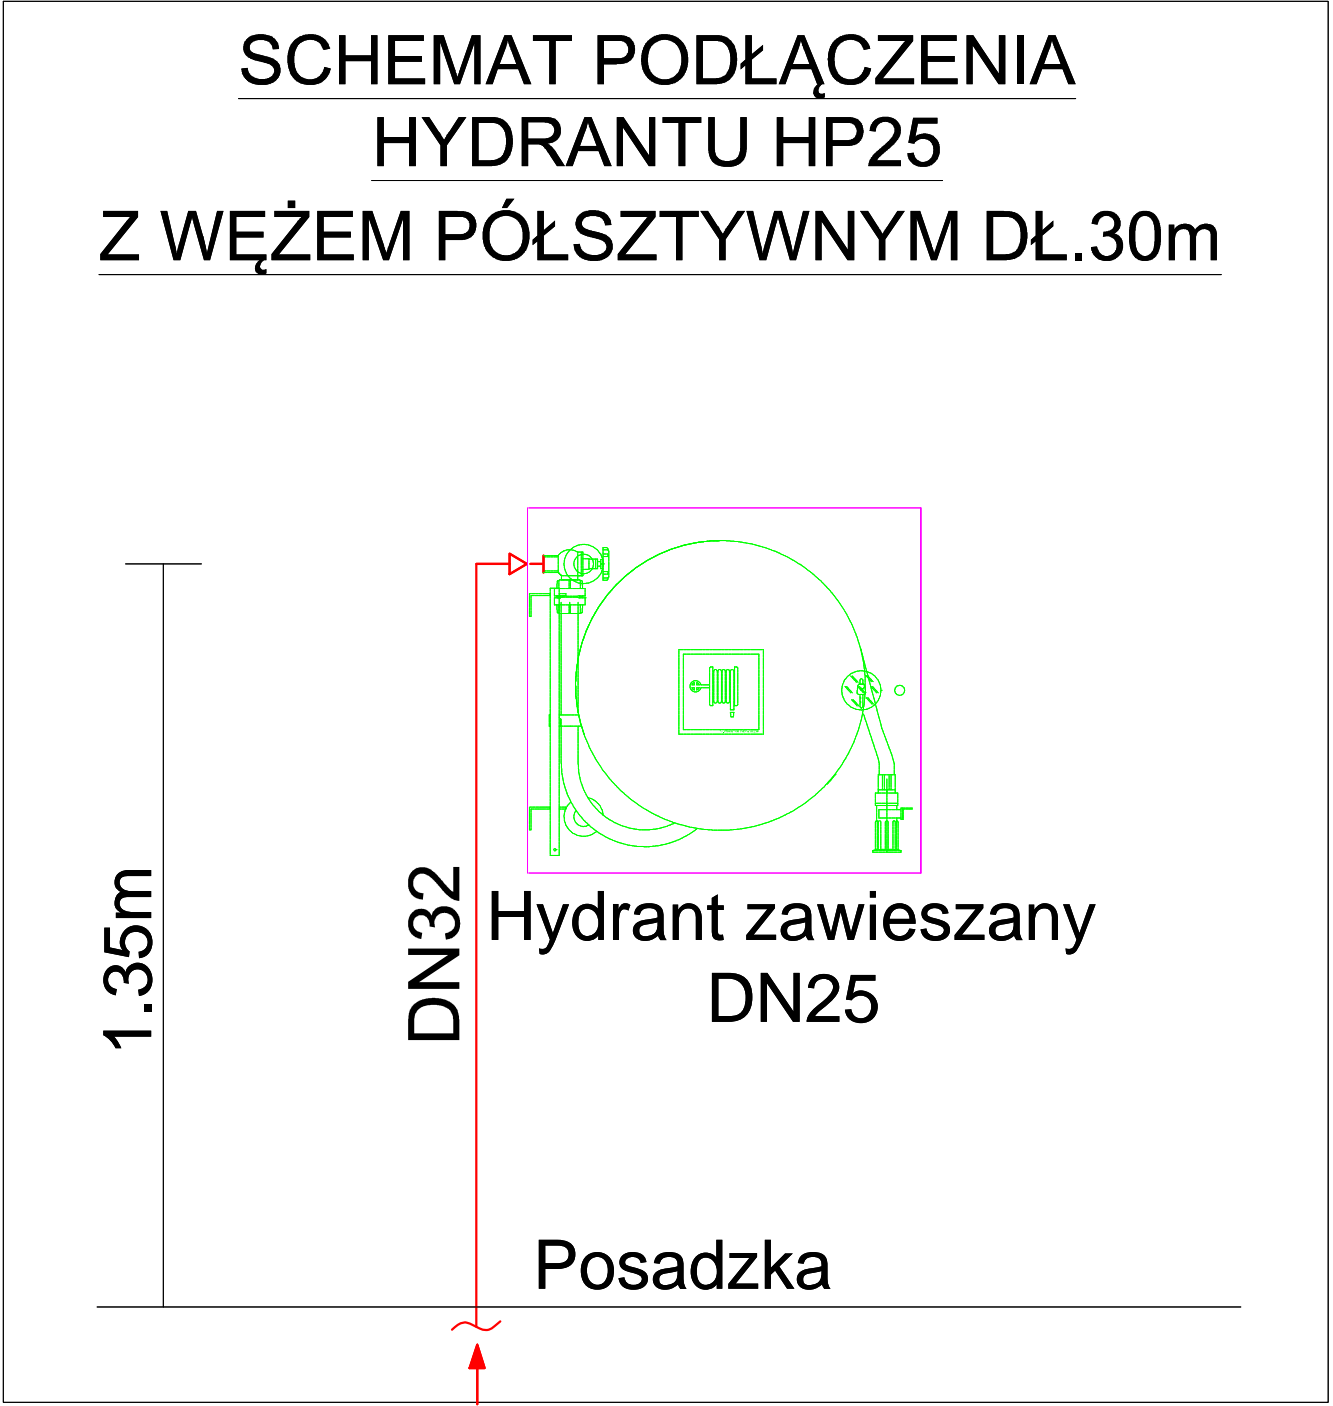 SCHEMAT PODŁĄCZENIA
HYDRANTU HP25
Z WĘŻEM PÓŁSZTYWNYM DŁ.30m
1.35m
DN32
Hydrant zawieszany
DN25
Posadzka